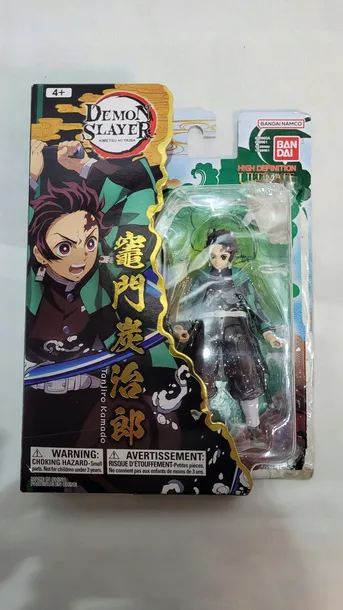 4+
DEMON
SLAYER
KIMETSU NO YAIBA
BANDAI NAMCO
BAN
DAI
HIGH DEFINITION
ULTIMATE
竈門炭治郎
Tanjiro Kamado
WARNING:
CHOKING HAZARD-Small
parts. Not for children under 3 years.
AVERTISSEMENT:
RISQUE D'ÉTOUFFEMENT-Petites pièces.
Ne convient pas aux enfants de moins de 3 ans.